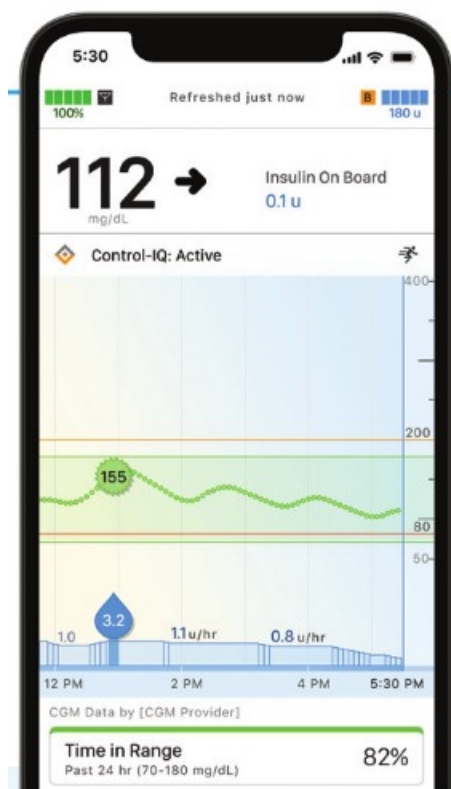 5:30
100%
Refreshed just now
B
180 u
112
mg/dL
Insulin On Board
0.1 u
Control-IQ: Active
400
200
155
80
50
3.2
1.0
1.1 u/hr
0.8 u/hr
12 PM
2 PM
4 PM
5:30 PM
CGM Data by [CGM Provider]
Time in Range
82%
Past 24 hr (70-180 mg/dL)